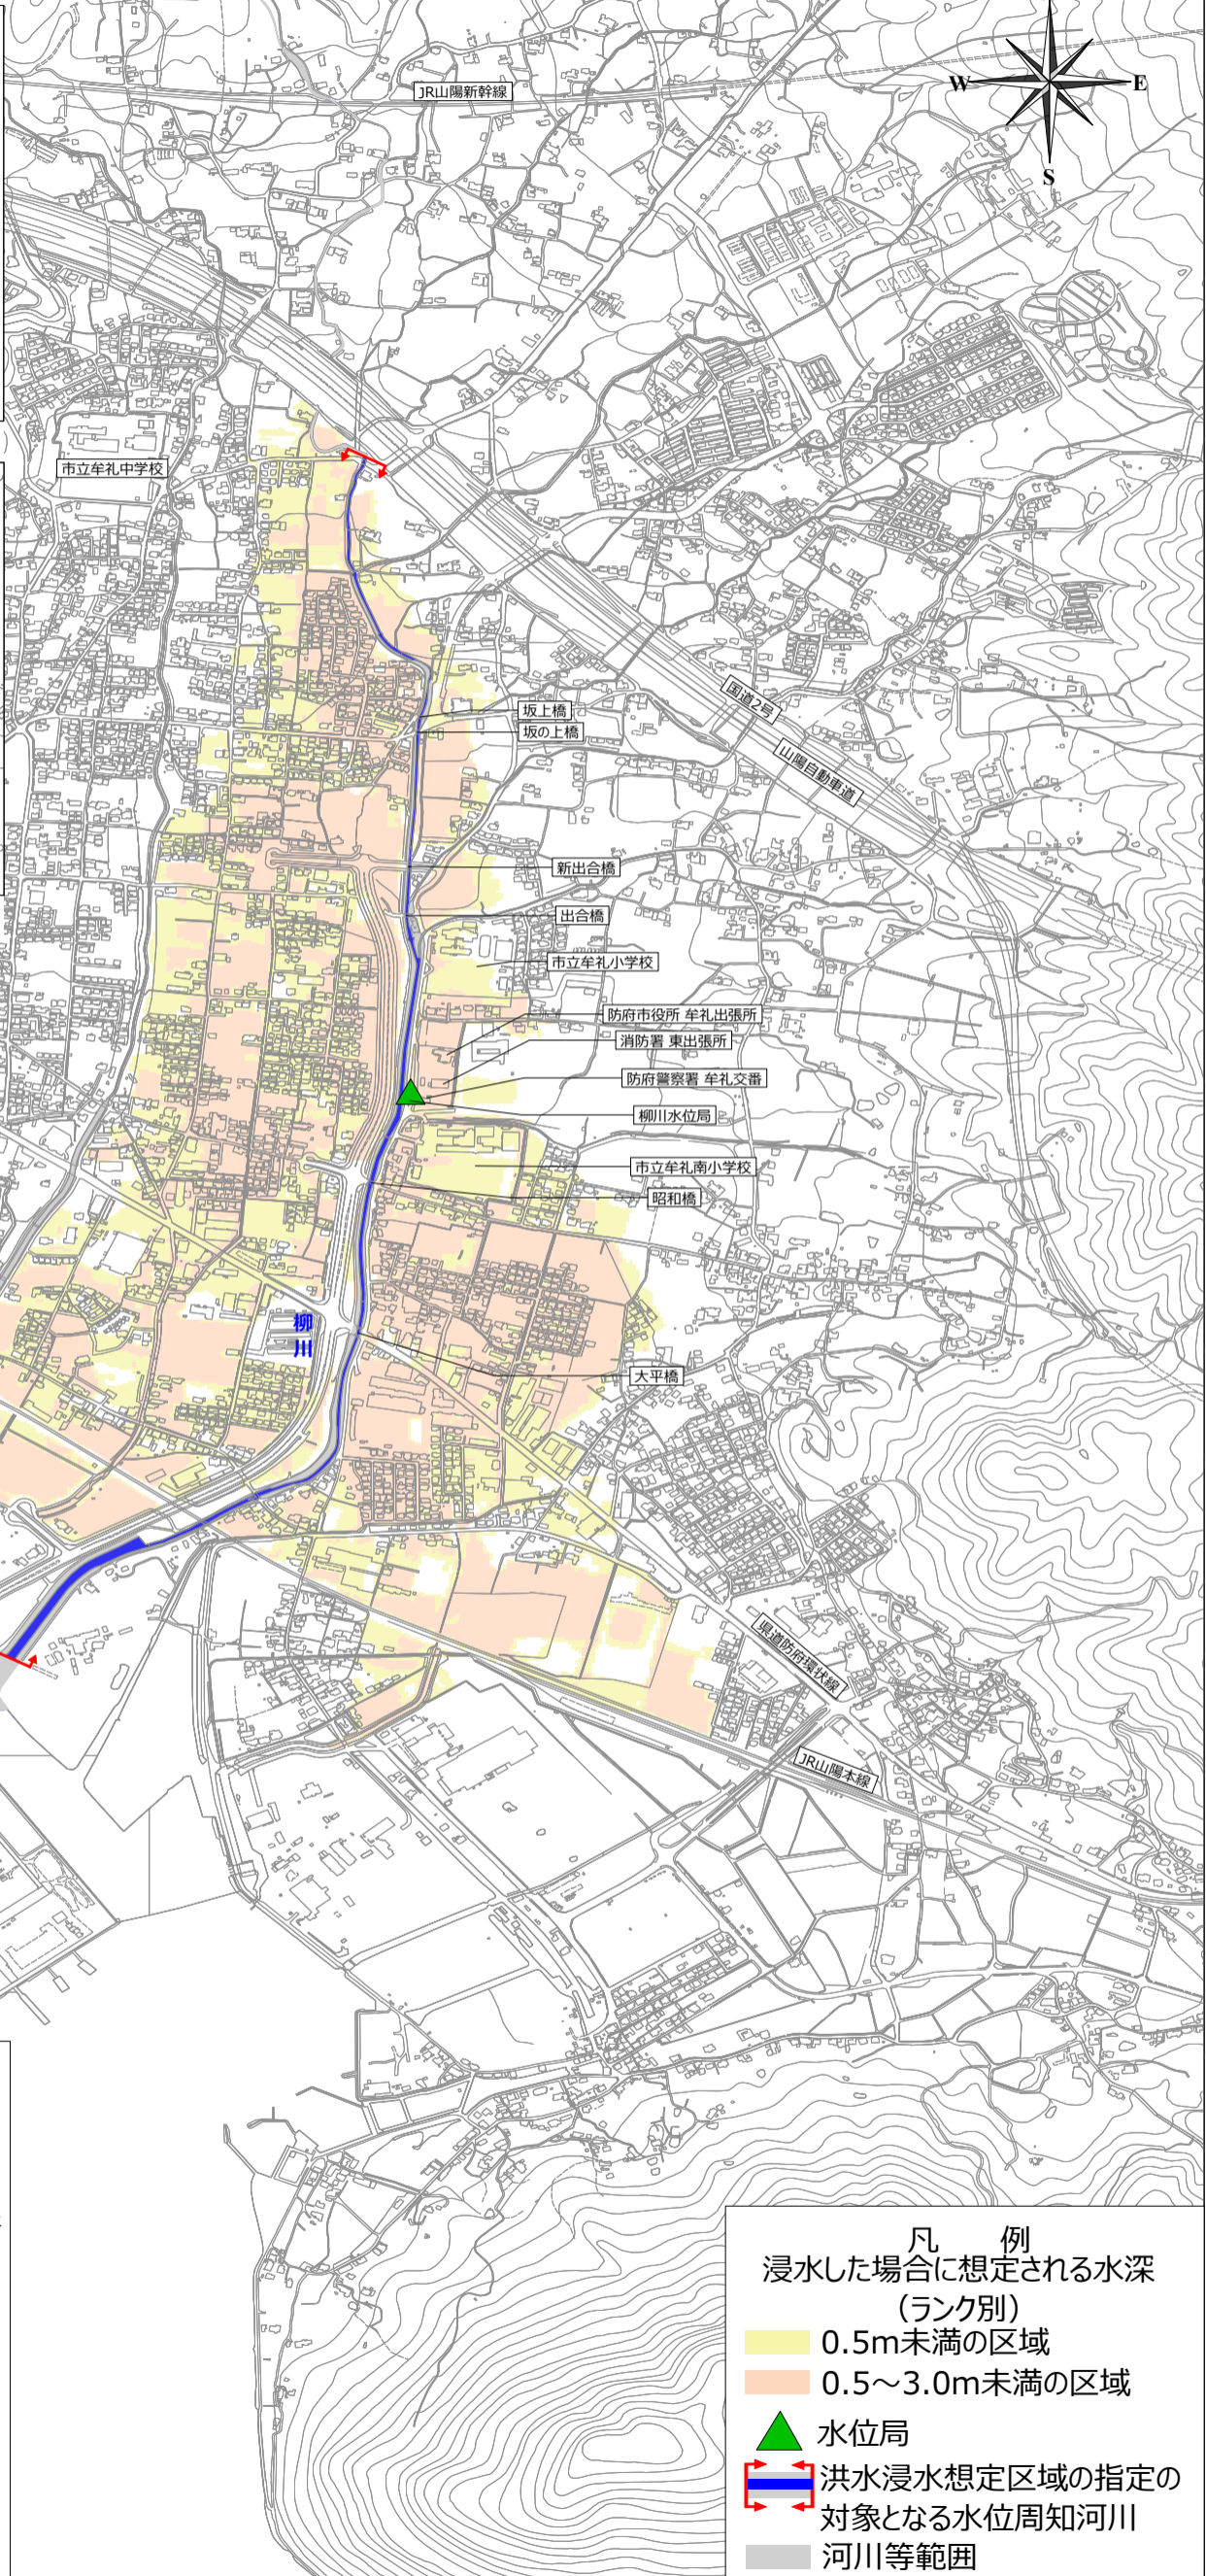 W
E
S
JR山陽新幹線
市立牟礼中学校
国道2号
坂上橋
坂の上橋
山陽自動車道
新出合橋
出合橋
市立牟礼小学校
防府市役所 牟礼出張所
消防署 東出張所
防府警察署 牟礼交番
柳川水位局
市立牟礼南小学校
昭和橋
柳川
大平橋
県道防府環状線
JR山陽本線
凡 例
浸水した場合に想定される水深
(ランク別)
0.5m未満の区域
0.5~3.0m未満の区域
水位局
洪水浸水想定区域の指定の
対象となる水位周知河川
河川等範囲